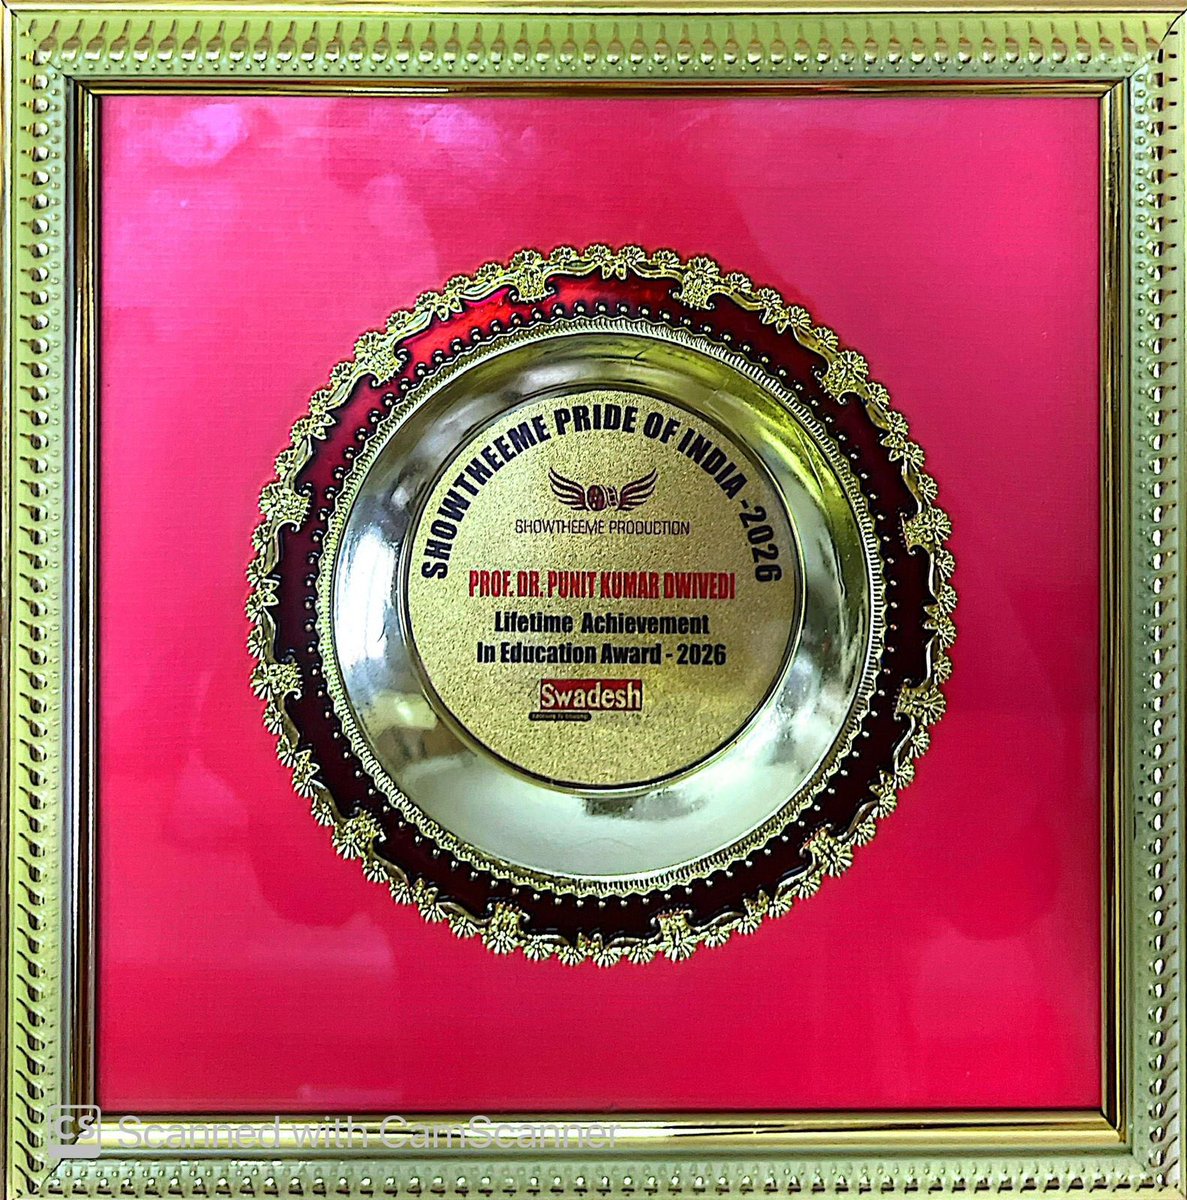 SHOWTHEEME PRIDE OF INDIA -2026
SHOWTHEEME PRODUCTION
PROF. DR. PUNIT KUMAR DWIVEDI
Lifetime Achievement
In Education Award - 2026
Swadesh
CS Scanned with CamScanner